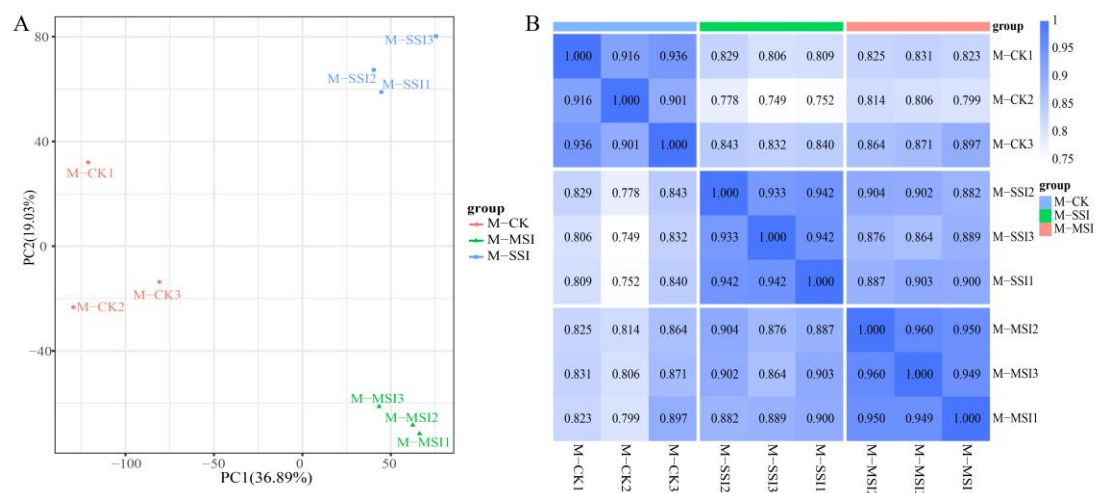 A
80
40
0
−40
PC2(19.03%)
M−SSI3
M−SSI2
M−SSI1
M−CK1
M−CK3
M−CK2
M−MSI3
M−MSI2
M−MSI1
−100
−50
0
50
PC1(36.89%)
group
M−CK
M−MSI
M−SSI
B
group
1.000 0.916 0.936 0.829 0.806 0.809 0.825 0.831 0.823 M−CK1
0.916 1.000 0.901 0.778 0.749 0.752 0.814 0.806 0.799 M−CK2
0.936 0.901 1.000 0.843 0.832 0.840 0.864 0.871 0.897 M−CK3
0.829 0.778 0.843 1.000 0.933 0.942 0.904 0.902 0.882 M−SSI2
0.806 0.749 0.832 0.933 1.000 0.942 0.876 0.864 0.889 M−SSI3
0.809 0.752 0.840 0.942 0.942 1.000 0.887 0.903 0.900 M−SSI1
0.825 0.814 0.864 0.904 0.876 0.887 1.000 0.960 0.950 M−MSI2
0.831 0.806 0.871 0.902 0.864 0.903 0.960 1.000 0.949 M−MSI3
0.823 0.799 0.897 0.882 0.889 0.900 0.950 0.949 1.000 M−MSI1
M−CK1
M−CK2
M−CK3
M−SSI2
M−SSI3
M−SSI1
M−MSI2
M−MSI3
M−MSI1
1
0.95
0.9
0.85
0.8
0.75
group
M−CK
M−SSI
M−MSI